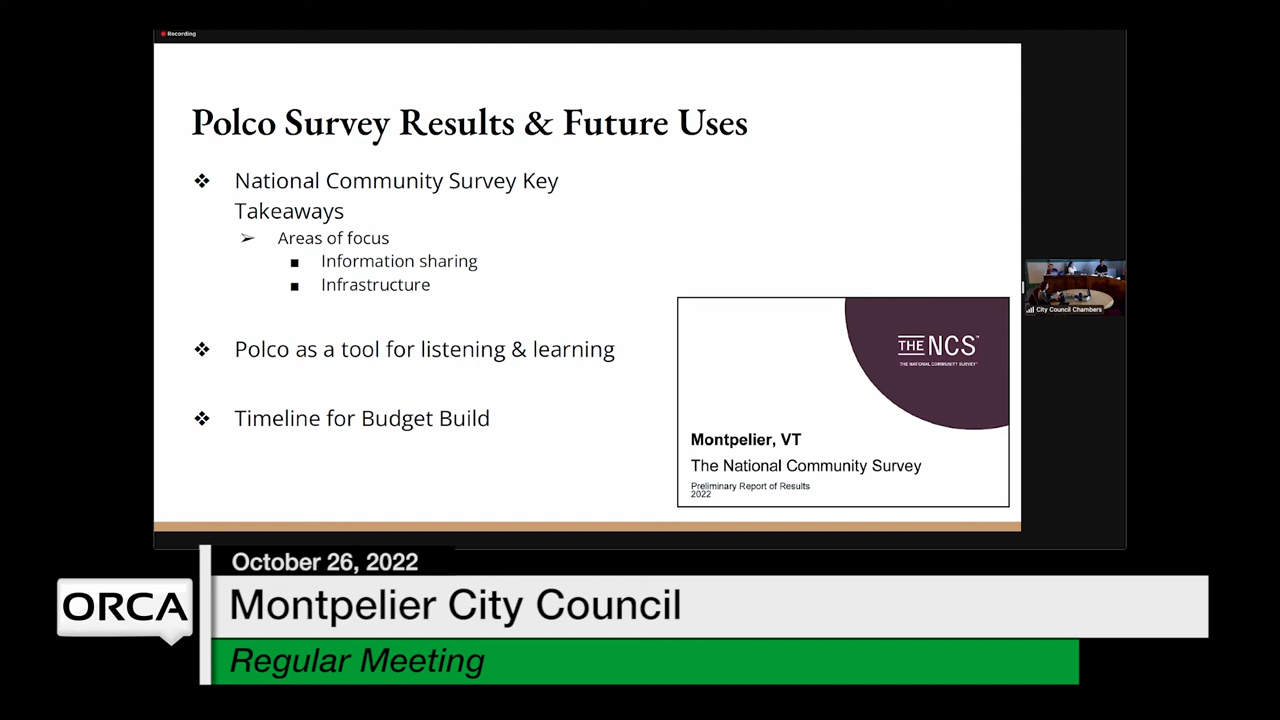 Recording
Polco Survey Results & Future Uses
❖ National Community Survey Key
Takeaways
➢ Areas of focus
■ Information sharing
■ Infrastructure
❖ Polco as a tool for listening & learning
❖ Timeline for Budget Build
THE NCS™
THE NATIONAL COMMUNITY SURVEY™
Montpelier, VT
The National Community Survey
Preliminary Report of Results
2022
City Council Chambers
October 26, 2022
ORCA
Montpelier City Council
Regular Meeting